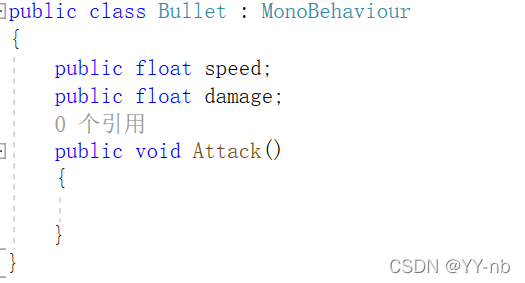 public class Bullet : MonoBehaviour
{
public float speed;
public float damage;
0 个引用
public void Attack()
{
}
}
CSDN @YY-nb